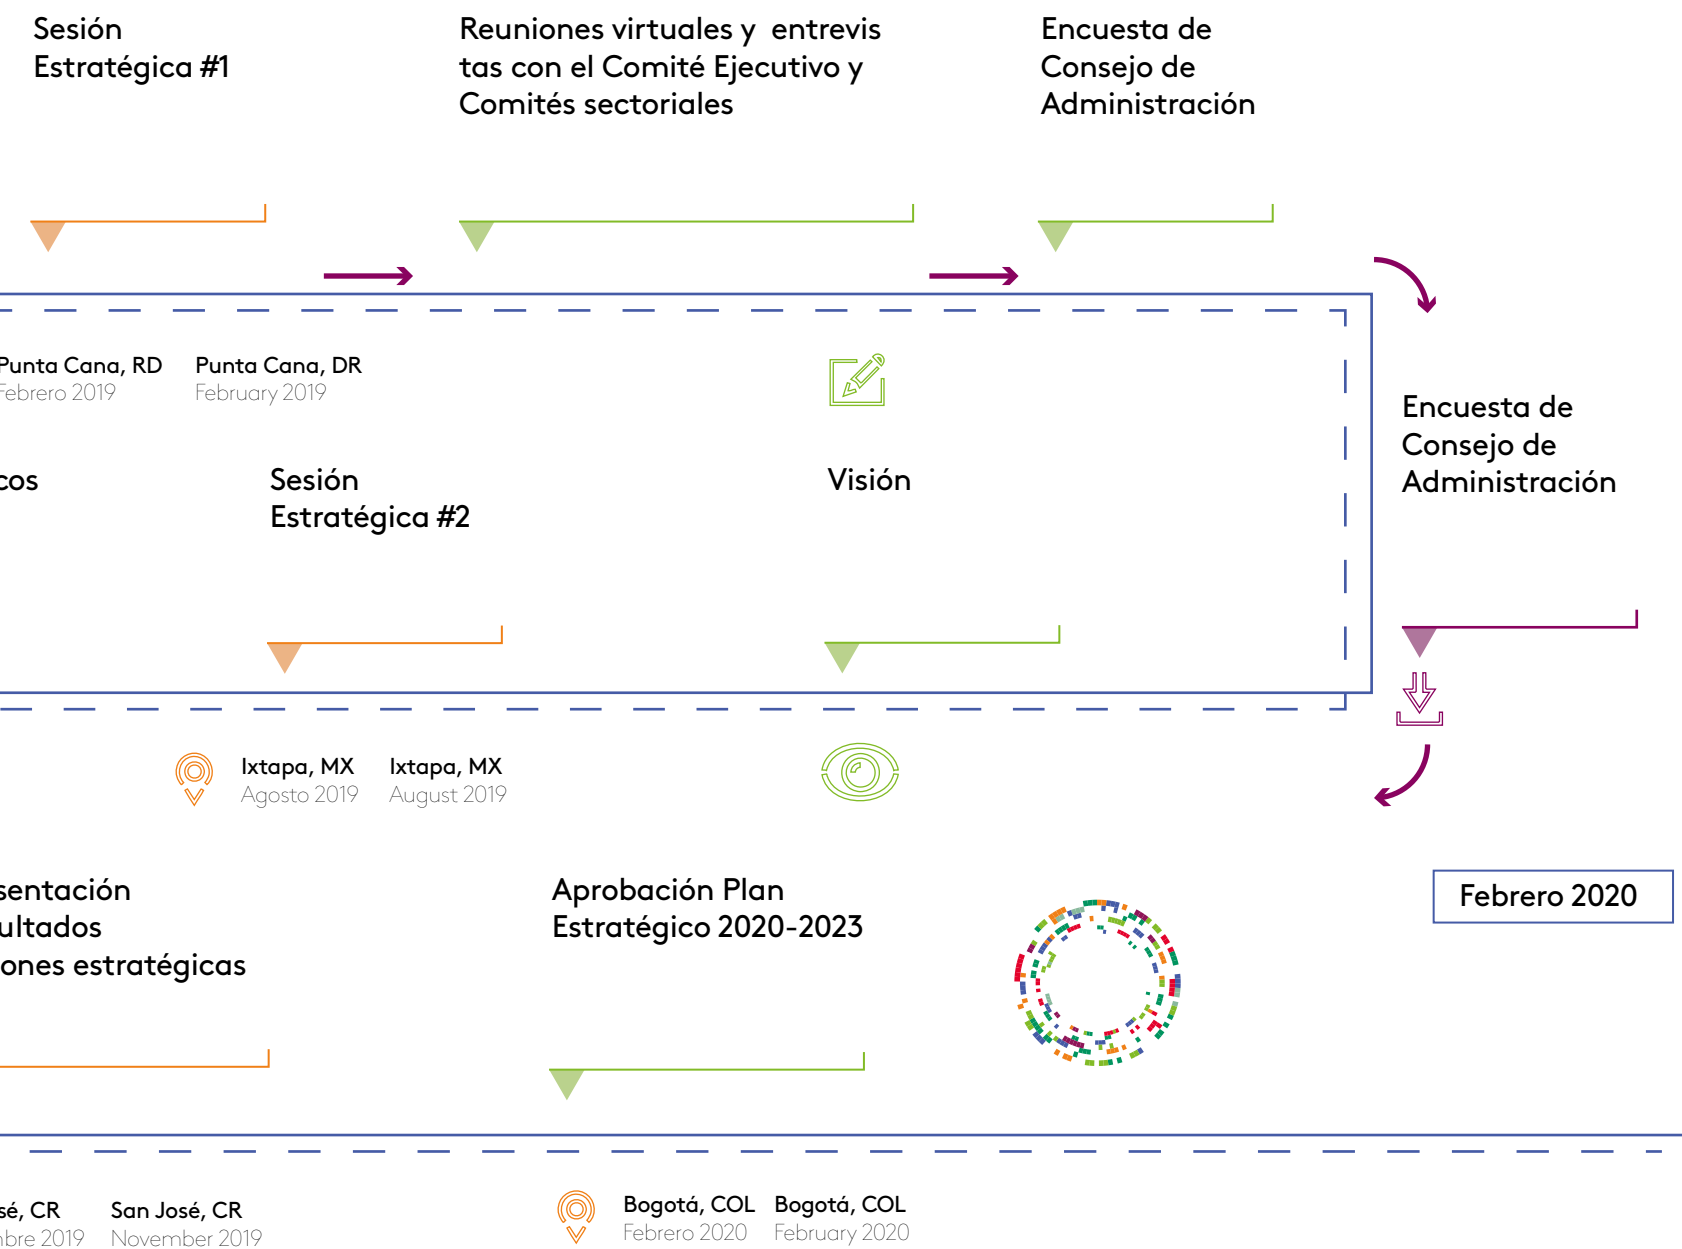 Sesión
Estratégica #1
Reuniones virtuales y entrevis
tas con el Comité Ejecutivo y
Comités sectoriales
Encuesta de
Consejo de
Administración
Punta Cana, RD
Febrero 2019
Punta Cana, DR
February 2019
Encuesta de
Consejo de
Administración
cos
Sesión
Estratégica #2
Visión
Ixtapa, MX
Agosto 2019
Ixtapa, MX
August 2019
sentación
ultados
ones estratégicas
Aprobación Plan
Estratégico 2020-2023
Febrero 2020
sé, CR
mbre 2019
San José, CR
November 2019
Bogotá, COL
Febrero 2020
Bogotá, COL
February 2020